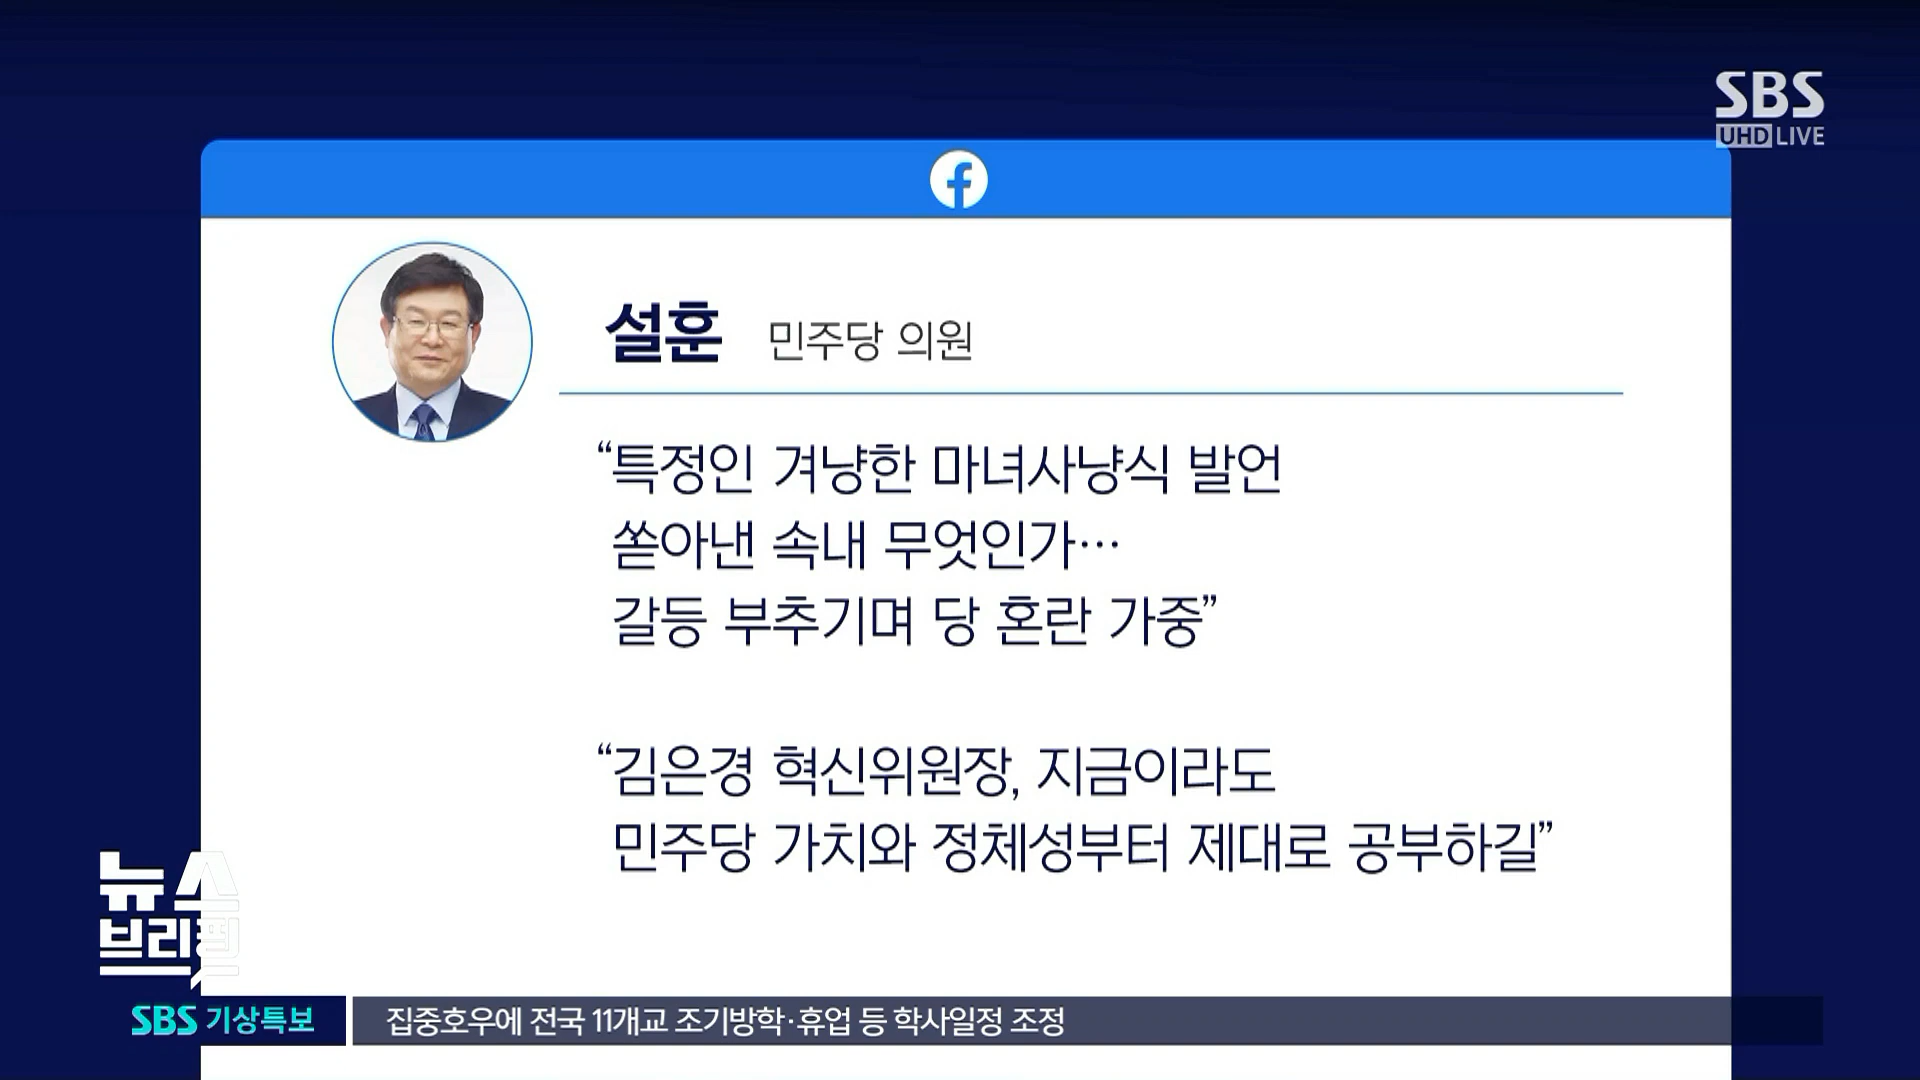 SBS
UHD LIVE
설훈 민주당 의원
“특정인 겨냥한 마녀사냥식 발언
쏟아낸 속내 무엇인가…
갈등 부추기며 당 혼란 가중”
“김은경 혁신위원장, 지금이라도
민주당 가치와 정체성부터 제대로 공부하길”
뉴스
브리핑
SBS 기상특보 집중호우에 전국 11개교 조기방학·휴업 등 학사일정 조정